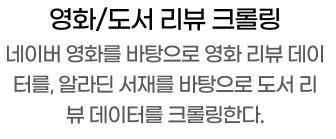 영화/도서 리뷰 크롤링
네이버 영화를 바탕으로 영화 리뷰 데이
터를, 알라딘 서재를 바탕으로 도서 리
뷰 데이터를 크롤링한다.